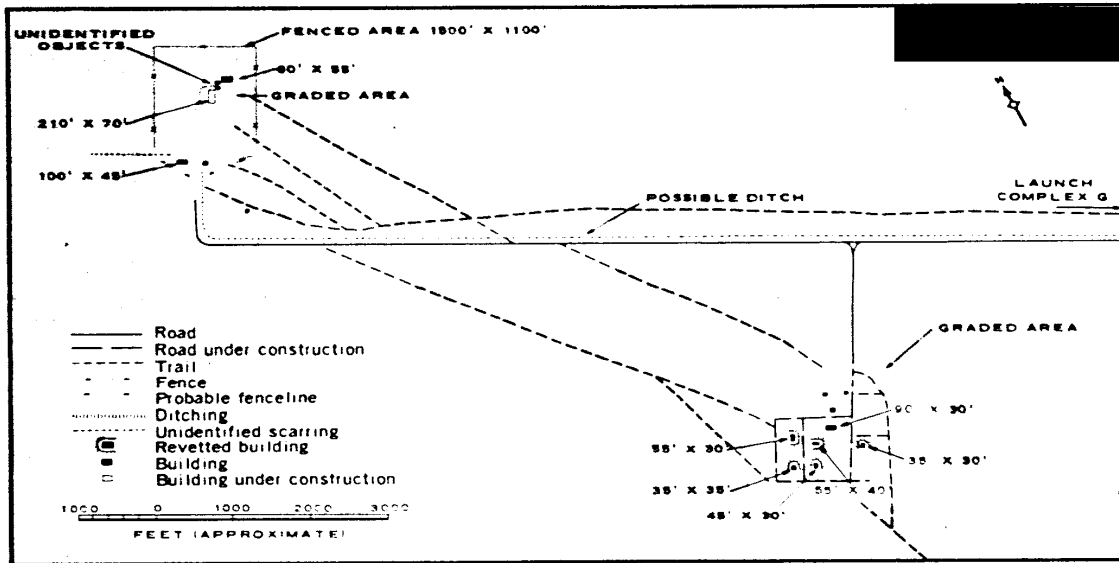 UNIDENTIFIED
OBJECTS
FENCED AREA 1500' X 1100'
90' X 55'
GRADED AREA
210' X 70'
100' X 45'
N
POSSIBLE DITCH
LAUNCH
COMPLEX G
GRADED AREA
90' X 30'
55' X 30'
35' X 30'
35' X 35'
55' X 40'
45' X 30'
Road
Road under construction
Trail
Fence
Probable fenceline
Ditching
Unidentified scarring
Revetted building
Building
Building under construction
1000 0 1000 2000 3000
FEET (APPROXIMATE)